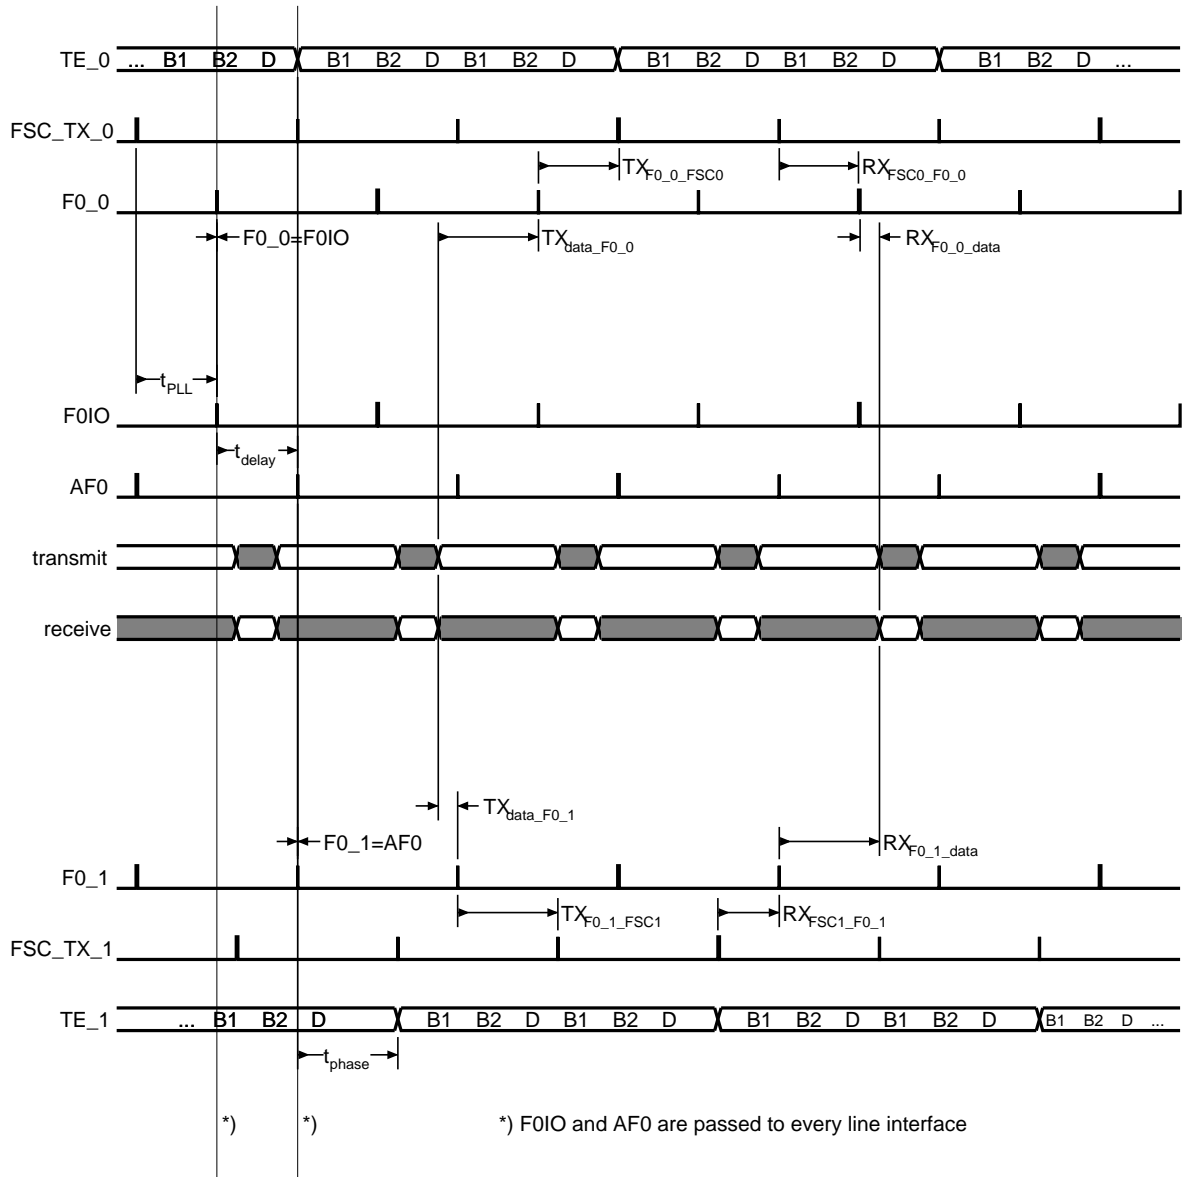 TE_0 ... B1 B2 D B1 B2 D B1 B2 D B1 B2 D B1 B2 D B1 B2 D ...
FSC_TX_0
TX_F0_0_FSC0 RX_FSC0_F0_0
F0_0
F0_0=F0IO TX_data_F0_0 RX_F0_0_data
t_PLL
F0IO
t_delay
AF0
transmit
receive
TX_data_F0_1
F0_1=AF0 RX_F0_1_data
F0_1
TX_F0_1_FSC1 RX_FSC1_F0_1
FSC_TX_1
TE_1 ... B1 B2 D B1 B2 D B1 B2 D B1 B2 D B1 B2 D B1 B2 D ...
t_phase
*) *) *) F0IO and AF0 are passed to every line interface